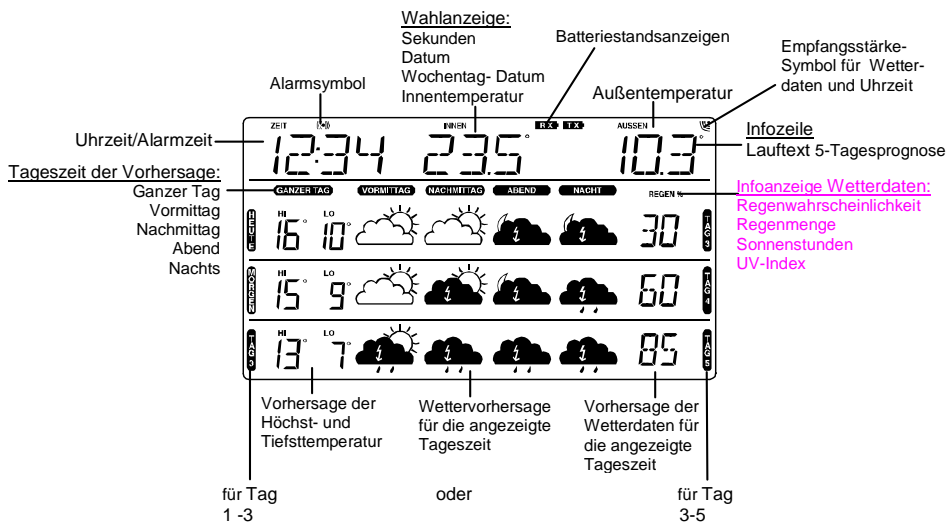 Wahlanzeige:
Sekunden
Datum
Wochentag- Datum
Innentemperatur
Batteriestandsanzeigen
Empfangsstärke-
Symbol für Wetter-
daten und Uhrzeit
Alarmsymbol
Außentemperatur
ZEIT
INNEN
RX TX
AUSSEN
Uhrzeit/Alarmzeit
12:34
23.5°
10.3°
Infozeile
Lauftext 5-Tagesprognose
Tageszeit der Vorhersage:
Ganzer Tag
Vormittag
Nachmittag
Abend
Nachts
GANZER TAG
VORMITTAG
NACHMITTAG
ABEND
NACHT
REGEN %
Infoanzeige Wetterdaten:
Regenwahrscheinlichkeit
Regenmenge
Sonnenstunden
UV-Index
HEUTE
HI
LO
16° 10°
30
TAG 3
MORGEN
HI
LO
15° 9°
60
TAG 4
TAG 3
HI
LO
13° 7°
85
TAG 5
Vorhersage der
Höchst- und
Tiefsttemperatur
Wettervorhersage
für die angezeigte
Tageszeit
Vorhersage der
Wetterdaten für
die angezeigte
Tageszeit
für Tag
1 -3
oder
für Tag
3-5